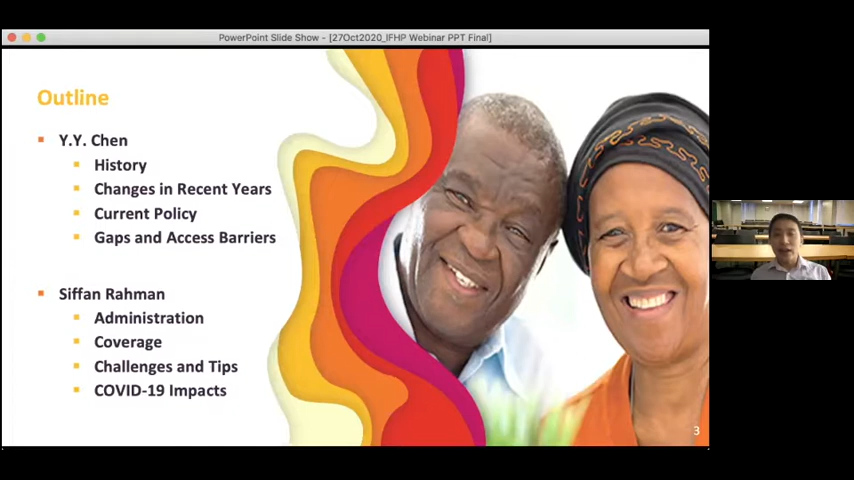 PowerPoint Slide Show - [27Oct2020_IFHP Webinar PPT Final]
Outline
Y.Y. Chen
History
Changes in Recent Years
Current Policy
Gaps and Access Barriers
Siffan Rahman
Administration
Coverage
Challenges and Tips
COVID-19 Impacts
3